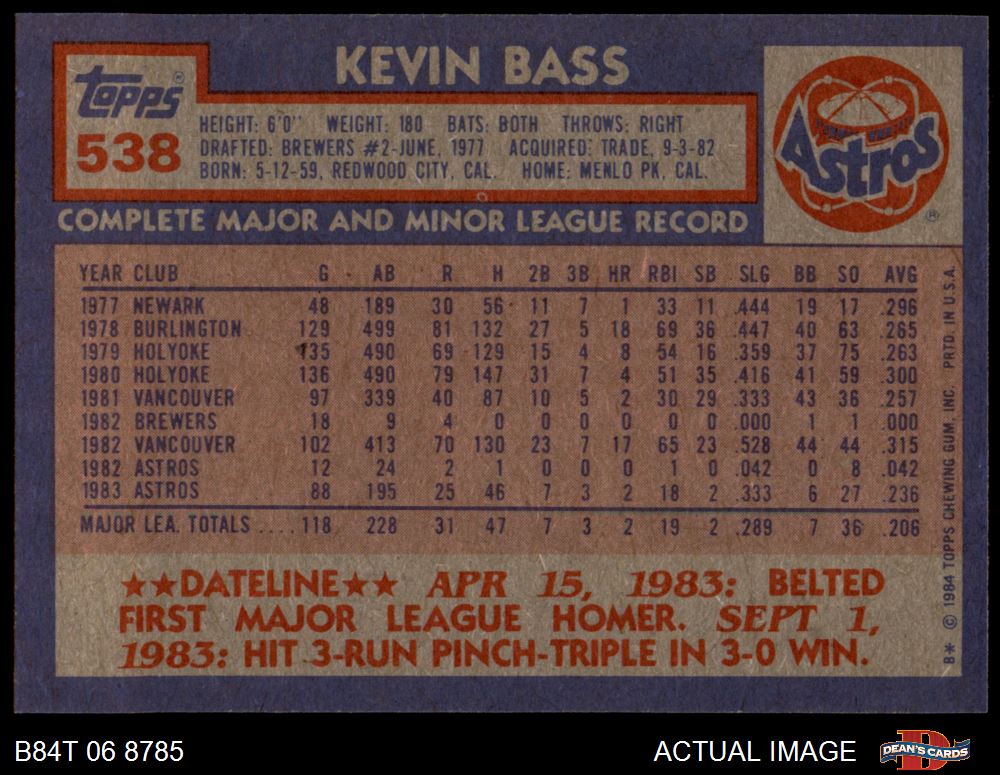 KEVIN BASS
Topps®
538
HEIGHT: 6'0" WEIGHT: 180 BATS: BOTH THROWS: RIGHT
DRAFTED: BREWERS #2-JUNE, 1977 ACQUIRED: TRADE, 9-3-82
BORN: 5-12-59, REDWOOD CITY, CAL. HOME: MENLO PK, CAL.
Astros
®
COMPLETE MAJOR AND MINOR LEAGUE RECORD
YEAR CLUB G AB R H 2B 3B HR RBI SB SLG BB SO AVG
1977 NEWARK 48 189 30 56 11 7 1 33 11 .444 19 17 .296
1978 BURLINGTON 129 499 81 132 27 5 18 69 36 .447 40 63 .265
1979 HOLYOKE 135 490 69 129 15 4 8 54 16 .359 37 75 .263
1980 HOLYOKE 136 490 79 147 31 7 4 51 35 .416 41 59 .300
1981 VANCOUVER 97 339 40 87 10 5 2 30 29 .333 43 36 .257
1982 BREWERS 18 9 4 0 0 0 0 0 0 .000 1 1 .000
1982 VANCOUVER 102 413 70 130 23 7 17 65 23 .528 44 44 .315
1982 ASTROS 12 24 2 1 0 0 0 1 0 .042 0 8 .042
1983 ASTROS 88 195 25 46 7 3 2 18 2 .333 6 27 .236
MAJOR LEA. TOTALS .... 118 228 31 47 7 3 2 19 2 .289 7 36 .206
★★DATELINE★★ APR 15, 1983: BELTED
FIRST MAJOR LEAGUE HOMER. SEPT 1,
1983: HIT 3-RUN PINCH-TRIPLE IN 3-0 WIN.
B* © 1984 TOPPS CHEWING GUM, INC. PRTD. IN U.S.A.
B84T 06 8785
ACTUAL IMAGE
DEAN'S CARDS